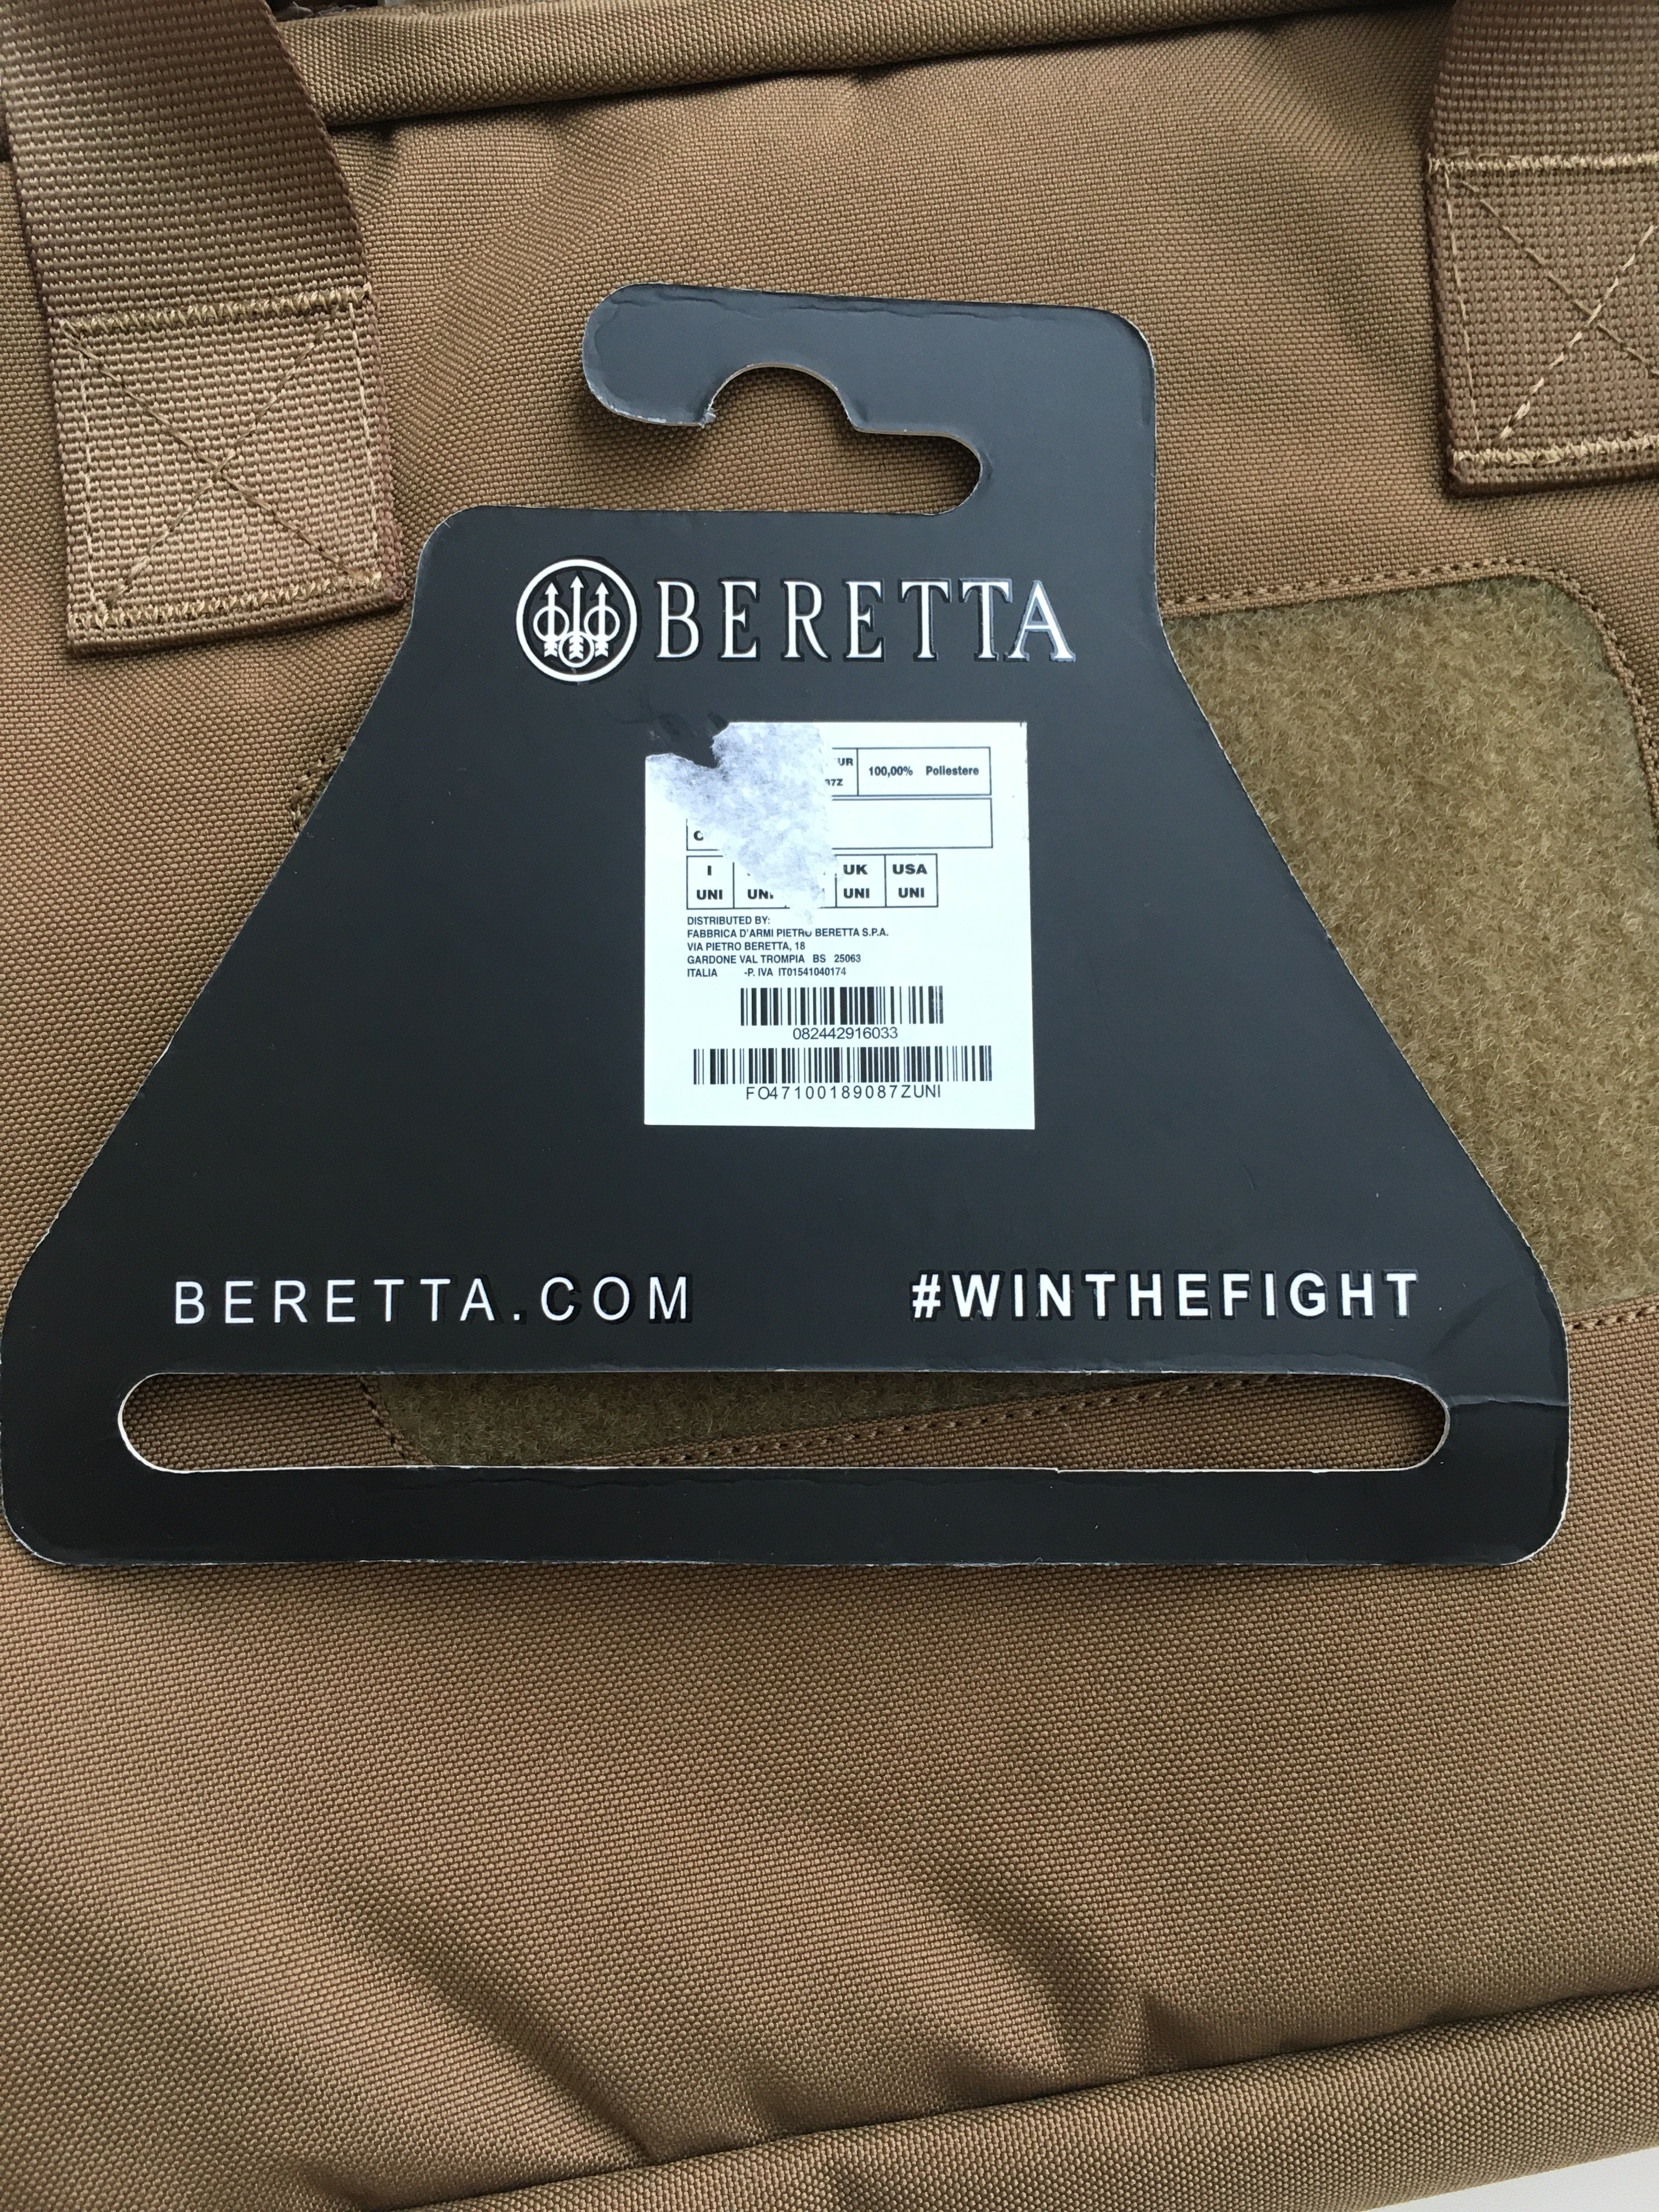 BERETTA
100,00% Poliestere
I UK USA
UNI UNI UNI
DISTRIBUTED BY:
FABBRICA D'ARMI PIETRO BERETTA S.P.A.
VIA PIETRO BERETTA, 18
GARDONE VAL TROMPIA BS 25063
ITALIA -P. IVA IT01541040174
082442916033
FO47100189087ZUNI
BERETTA.COM #WINTHEFIGHT